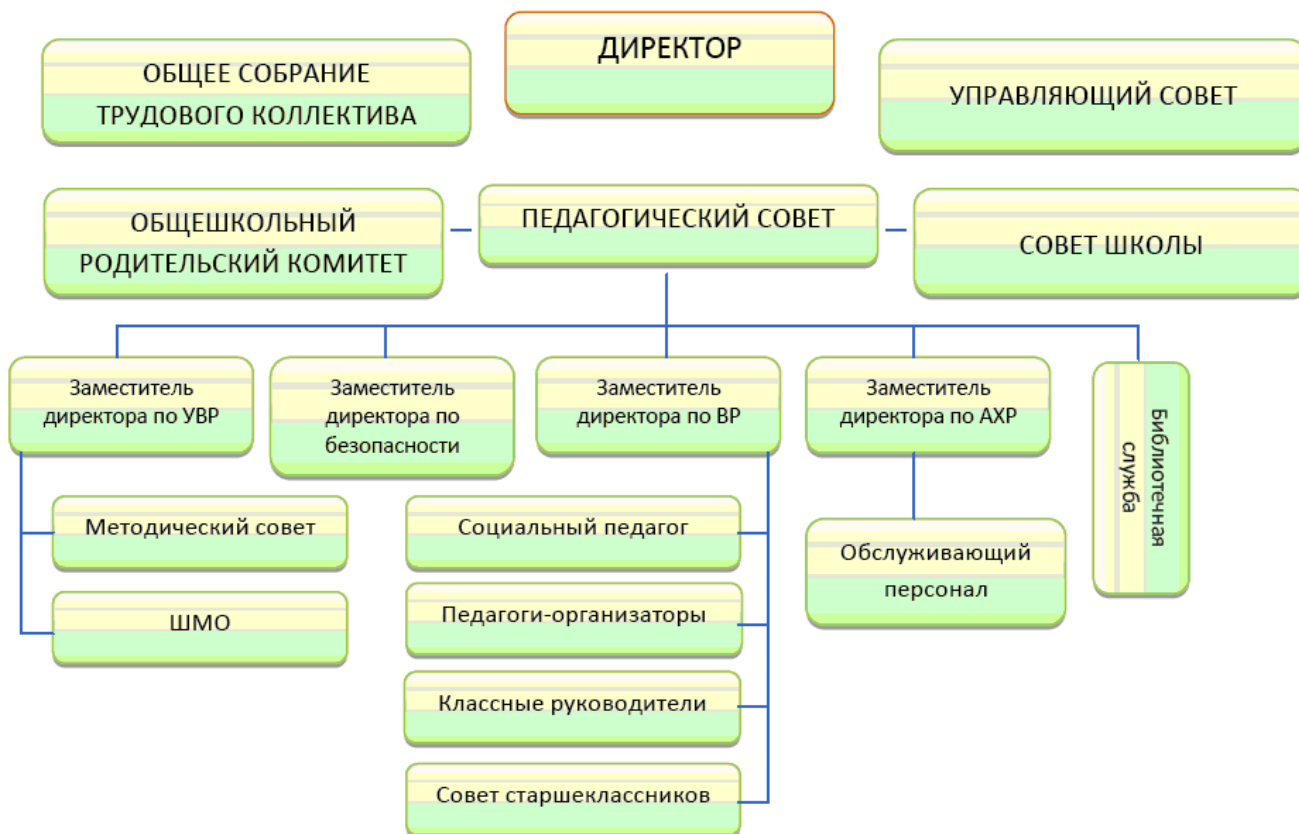 ДИРЕКТОР
ОБЩЕЕ СОБРАНИЕ
ТРУДОВОГО КОЛЛЕКТИВА
УПРАВЛЯЮЩИЙ СОВЕТ
ОБЩЕШКОЛЬНЫЙ
РОДИТЕЛЬСКИЙ КОМИТЕТ
ПЕДАГОГИЧЕСКИЙ СОВЕТ
СОВЕТ ШКОЛЫ
Заместитель
директора по УВР
Заместитель
директора по
безопасности
Заместитель
директора по ВР
Заместитель
директора по АХР
Библиотечная
служба
Методический совет
ШМО
Социальный педагог
Педагоги-организаторы
Классные руководители
Совет старшеклассников
Обслуживающий
персонал